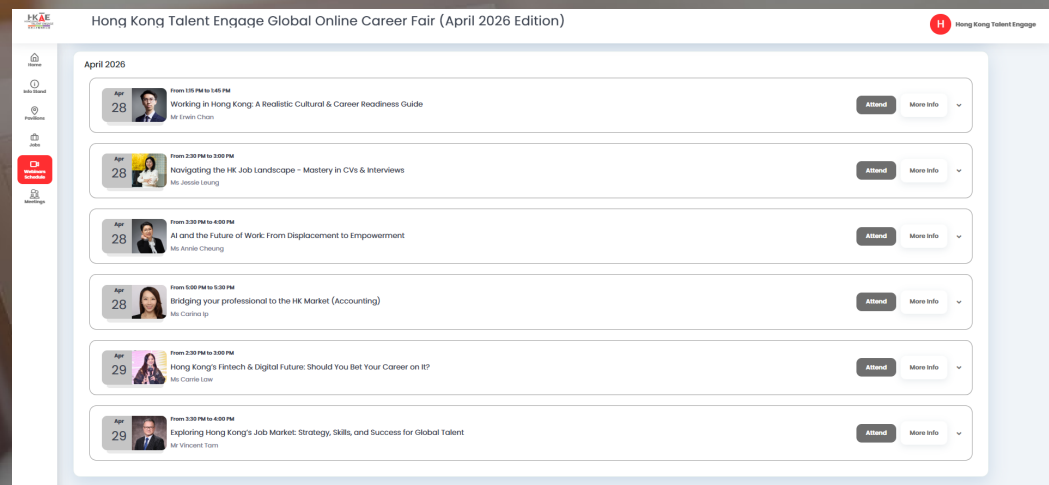 Hong Kong Talent Engage Global Online Career Fair (April 2026 Edition)
H
Hong Kong Talent Engage
Home
Info Stand
Pavilions
Jobs
Webinars
Schedule
Meetings
April 2026
Apr
28
From 1:15 PM to 1:45 PM
Working in Hong Kong: A Realistic Cultural & Career Readiness Guide
Mr Erwin Chan
Attend
More Info
Apr
28
From 2:30 PM to 3:00 PM
Navigating the HK Job Landscape - Mastery in CVs & Interviews
Ms Jessie Leung
Attend
More Info
Apr
28
From 3:30 PM to 4:00 PM
AI and the Future of Work: From Displacement to Empowerment
Ms Annie Cheung
Attend
More Info
Apr
28
From 5:00 PM to 5:30 PM
Bridging your professional to the HK Market (Accounting)
Ms Carina Ip
Attend
More Info
Apr
29
From 2:30 PM to 3:00 PM
Hong Kong's Fintech & Digital Future: Should You Bet Your Career on It?
Ms Carrie Law
Attend
More Info
Apr
29
From 3:30 PM to 4:00 PM
Exploring Hong Kong's Job Market: Strategy, Skills, and Success for Global Talent
Mr Vincent Tam
Attend
More Info